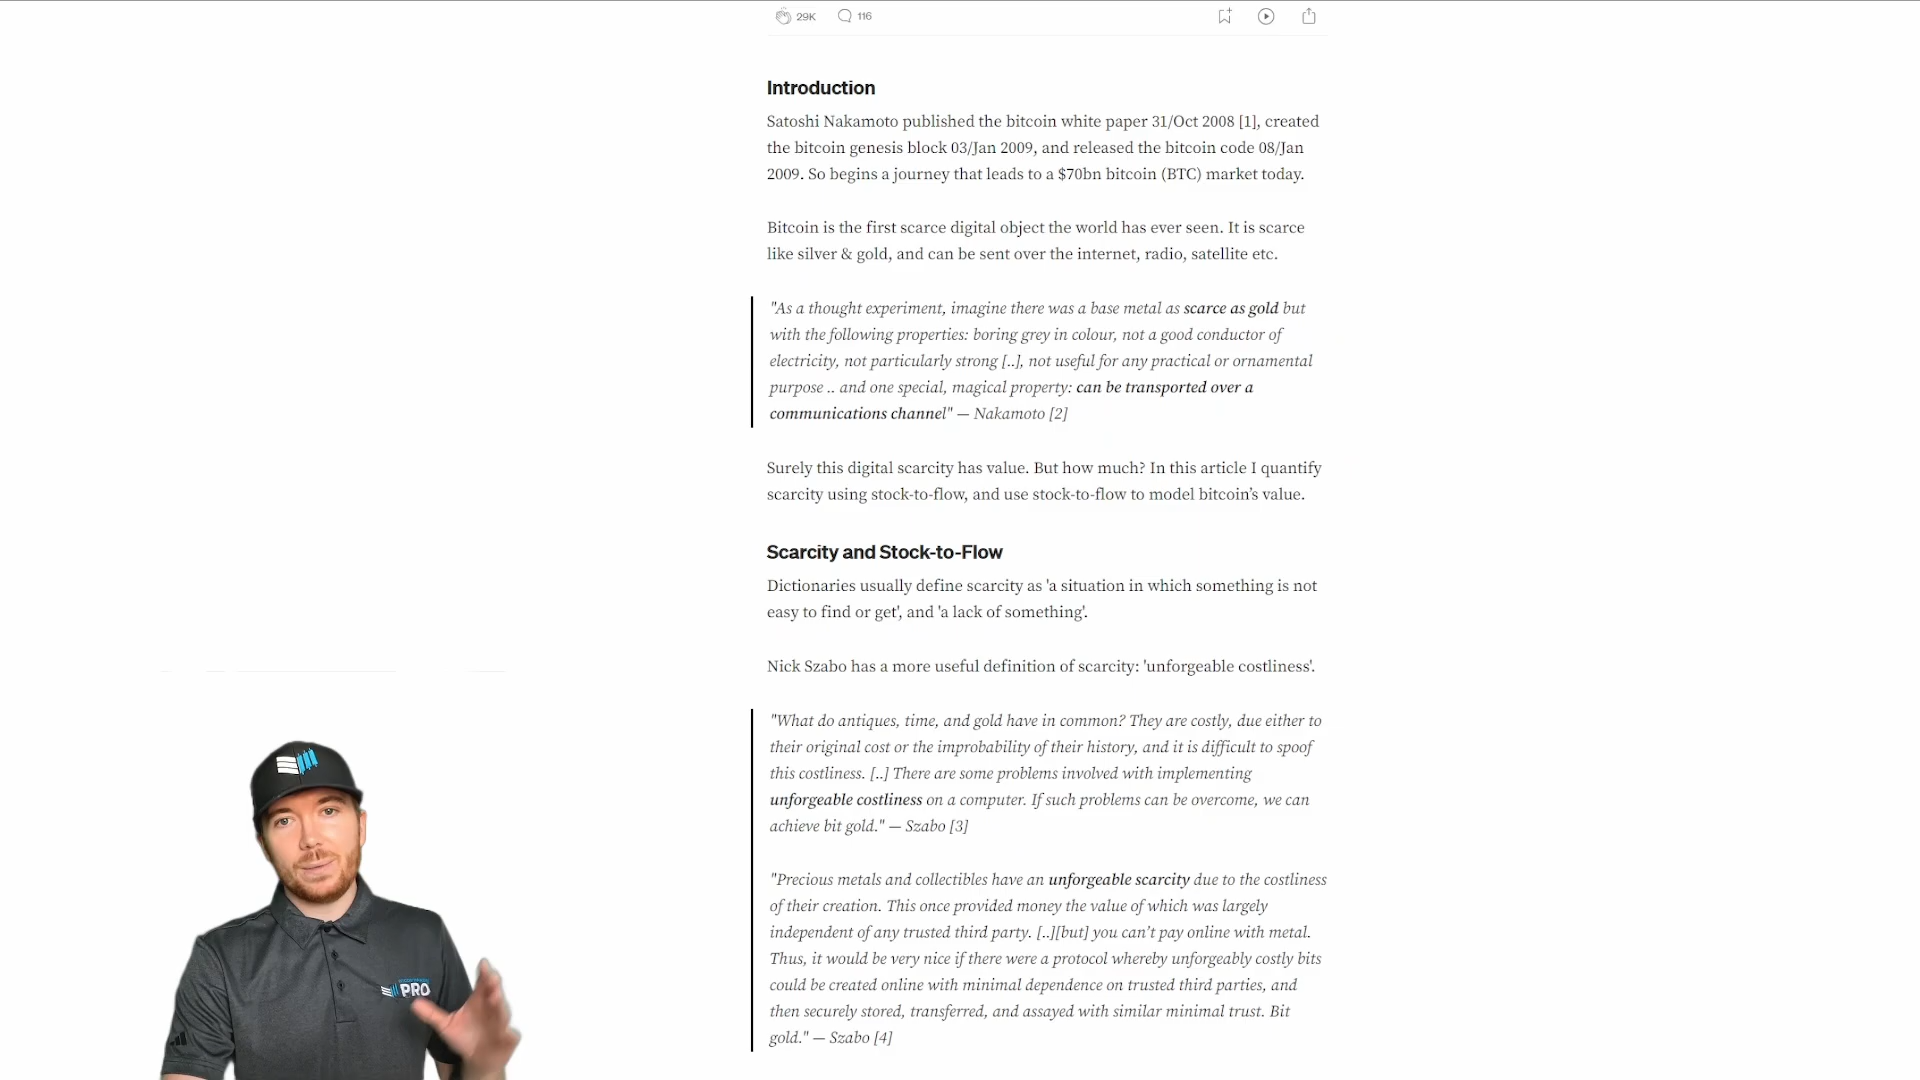 29K
116
Introduction
Satoshi Nakamoto published the bitcoin white paper 31/Oct 2008 [1], created
the bitcoin genesis block 03/Jan 2009, and released the bitcoin code 08/Jan
2009. So begins a journey that leads to a $70bn bitcoin (BTC) market today.
Bitcoin is the first scarce digital object the world has ever seen. It is scarce
like silver & gold, and can be sent over the internet, radio, satellite etc.
"As a thought experiment, imagine there was a base metal as scarce as gold but
with the following properties: boring grey in colour, not a good conductor of
electricity, not particularly strong [..], not useful for any practical or ornamental
purpose .. and one special, magical property: can be transported over a
communications channel" — Nakamoto [2]
Surely this digital scarcity has value. But how much? In this article I quantify
scarcity using stock-to-flow, and use stock-to-flow to model bitcoin's value.
Scarcity and Stock-to-Flow
Dictionaries usually define scarcity as 'a situation in which something is not
easy to find or get', and 'a lack of something'.
Nick Szabo has a more useful definition of scarcity: 'unforgeable costliness'.
"What do antiques, time, and gold have in common? They are costly, due either to
their original cost or the improbability of their history, and it is difficult to spoof
this costliness. [..] There are some problems involved with implementing
unforgeable costliness on a computer. If such problems can be overcome, we can
achieve bit gold." — Szabo [3]
"Precious metals and collectibles have an unforgeable scarcity due to the costliness
of their creation. This once provided money the value of which was largely
independent of any trusted third party. [..][but] you can't pay online with metal.
Thus, it would be very nice if there were a protocol whereby unforgeably costly bits
could be created online with minimal dependence on trusted third parties, and
then securely stored, transferred, and assayed with similar minimal trust. Bit
gold." — Szabo [4]
PRO